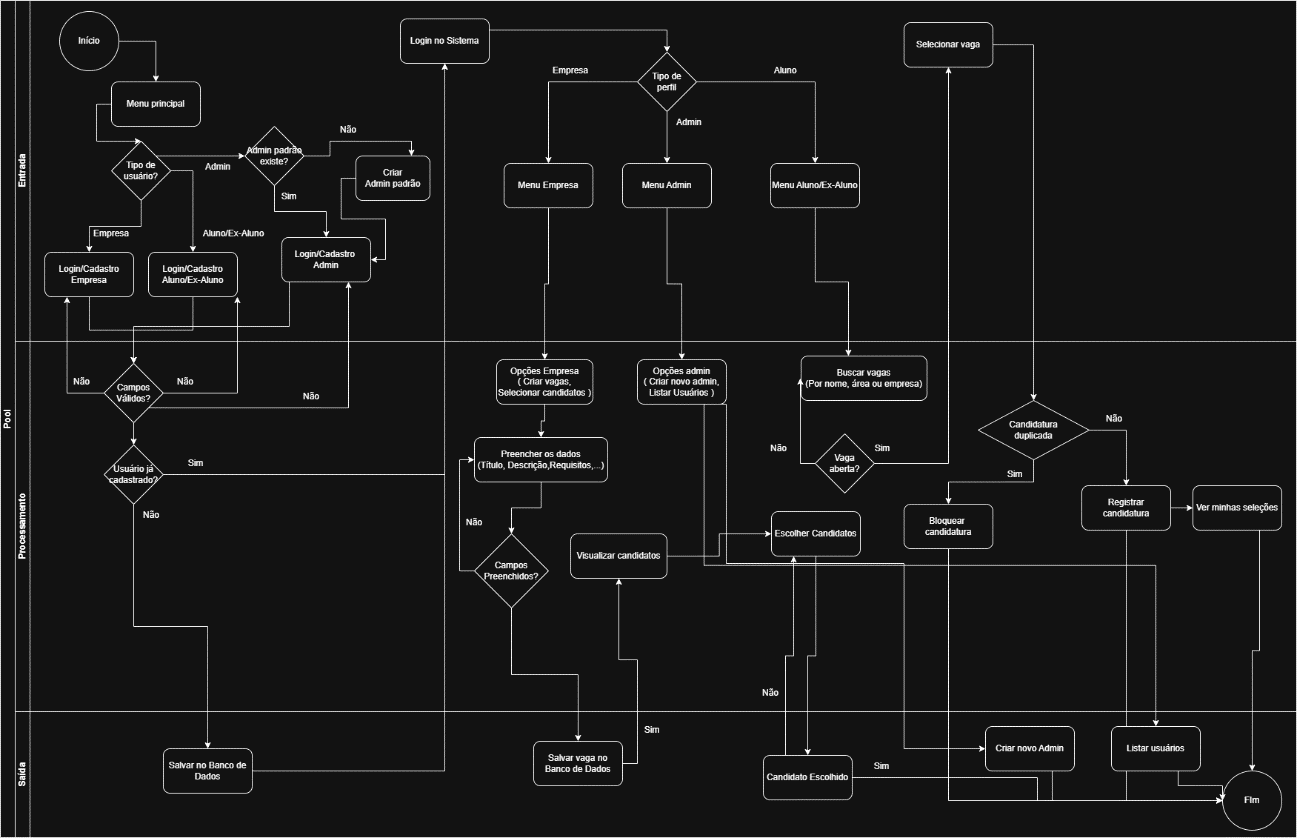 Pool
Entrada
Processamento
Saída
Início
Menu principal
Tipo de
usuário?
Admin
Admin padrão
existe?
Não
Criar
Admin padrão
Sim
Empresa
Aluno/Ex-Aluno
Login/Cadastro
Empresa
Login/Cadastro
Aluno/Ex-Aluno
Login/Cadastro
Admin
Não
Campos
Válidos?
Não
Não
Usuário já
cadastrado?
Sim
Não
Salvar no Banco de
Dados
Login no Sistema
Tipo de
perfil
Empresa
Aluno
Admin
Menu Empresa
Menu Admin
Menu Aluno/Ex-Aluno
Opções Empresa
( Criar vagas,
Selecionar candidatos )
Opções admin
( Criar novo admin,
Listar Usuários )
Buscar vagas
(Por nome, área ou empresa)
Preencher os dados
(Título, Descrição,Requisitos,...)
Não
Campos
Preenchidos?
Visualizar candidatos
Escolher Candidatos
Não
Vaga
aberta?
Sim
Selecionar vaga
Candidatura
duplicada
Não
Sim
Bloquear
candidatura
Registrar
candidatura
Ver minhas seleções
Salvar vaga no
Banco de Dados
Sim
Não
Candidato Escolhido
Sim
Criar novo Admin
Listar usuários
FIm